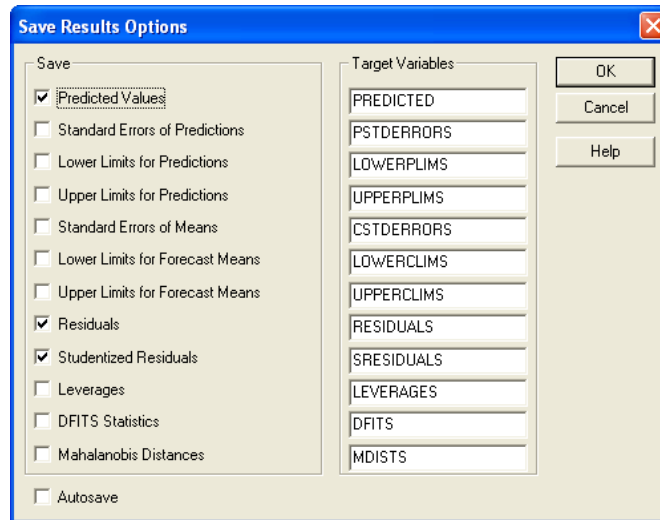 Save Results Options
Save
Target Variables
OK
Cancel
Help
Predicted Values
PREDICTED
Standard Errors of Predictions
PSTDERRORS
Lower Limits for Predictions
LOWERPLIMS
Upper Limits for Predictions
UPPERPLIMS
Standard Errors of Means
CSTDERRORS
Lower Limits for Forecast Means
LOWERCLIMS
Upper Limits for Forecast Means
UPPERCLIMS
Residuals
RESIDUALS
Studentized Residuals
SRESIDUALS
Leverages
LEVERAGES
DFITS Statistics
DFITS
Mahalanobis Distances
MDISTS
Autosave